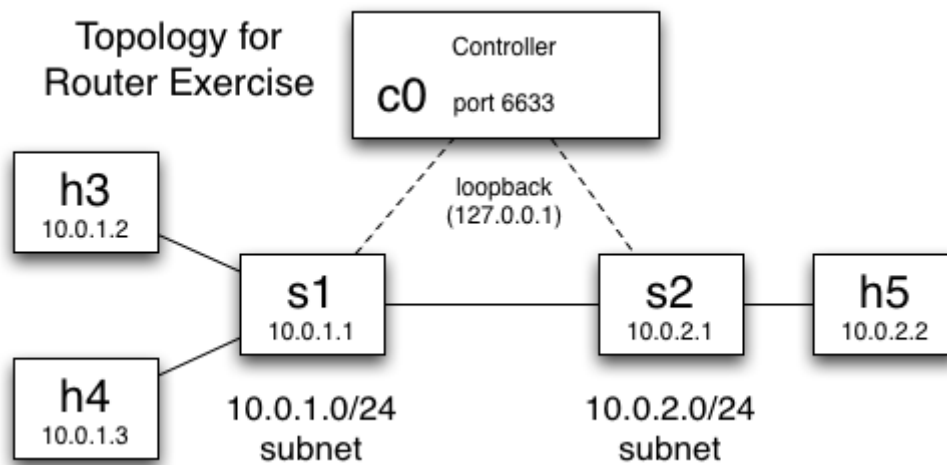 Topology for
Router Exercise
Controller
c0 port 6633
h3
10.0.1.2
loopback
(127.0.0.1)
s1
10.0.1.1
s2
10.0.2.1
h5
10.0.2.2
h4
10.0.1.3
10.0.1.0/24
subnet
10.0.2.0/24
subnet